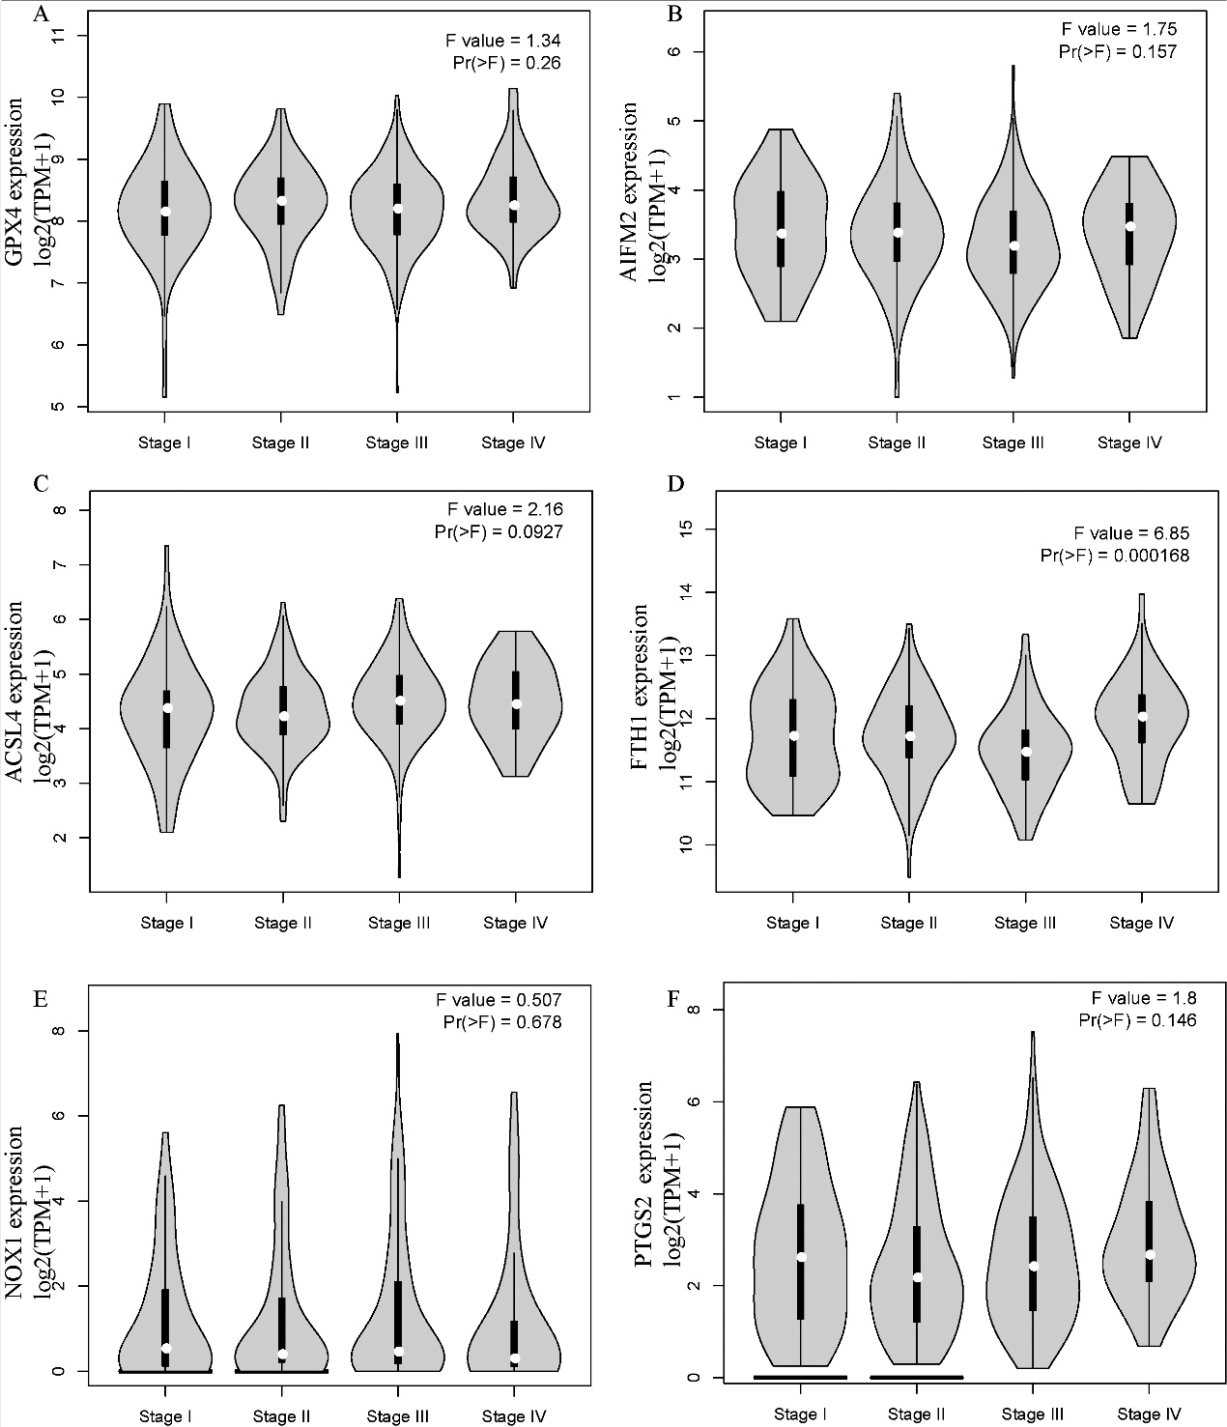 A
F value = 1.34
Pr(>F) = 0.26
GPX4 expression
log2(TPM+1)
11
10
9
8
7
6
5
Stage I
Stage II
Stage III
Stage IV
B
F value = 1.75
Pr(>F) = 0.157
AIFM2 expression
log2(TPM+1)
6
5
4
3
2
1
Stage I
Stage II
Stage III
Stage IV
C
F value = 2.16
Pr(>F) = 0.0927
ACSL4 expression
log2(TPM+1)
8
7
6
5
4
3
2
Stage I
Stage II
Stage III
Stage IV
D
F value = 6.85
Pr(>F) = 0.000168
FTH1 expression
log2(TPM+1)
15
14
13
12
11
10
Stage I
Stage II
Stage III
Stage IV
E
F value = 0.507
Pr(>F) = 0.678
NOX1 expression
log2(TPM+1)
8
6
4
2
0
Stage I
Stage II
Stage III
Stage IV
F
F value = 1.8
Pr(>F) = 0.146
PTGS2 expression
log2(TPM+1)
8
6
4
2
0
Stage I
Stage II
Stage III
Stage IV